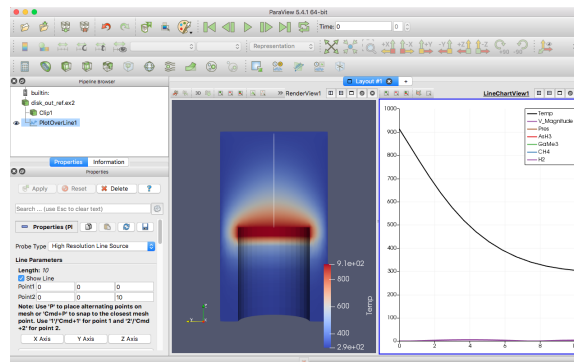 ParaView 5.4.1 64-bit
Time: 0
0
Representation
+X -X +Y -Y +Z -Z
Pipeline Browser
Layout #1
+
builtin:
disk_out_ref.ex2
Clip1
PlotOverLine1
3D
RenderView1
LineChartView1
Properties
Information
Properties
Apply
Reset
Delete
?
Search ... (use Esc to clear text)
Properties (Pl
Probe Type
High Resolution Line Source
Line Parameters
Length: 10
Show Line
Point1 0 0 0
Point2 0 0 10
Note: Use 'P' to place alternating points on
mesh or 'Cmd+P' to snap to the closest mesh
point. Use '1'/'Cmd+1' for point 1 and '2'/'Cmd
+2' for point 2.
X Axis
Y Axis
Z Axis
9.1e+02
800
600
400
2.9e+02
Temp
1000
900
800
700
600
500
400
300
200
100
0
0 2 4 6 8
Temp
V_Magnitude
Pres
AsH3
GaMe3
CH4
H2